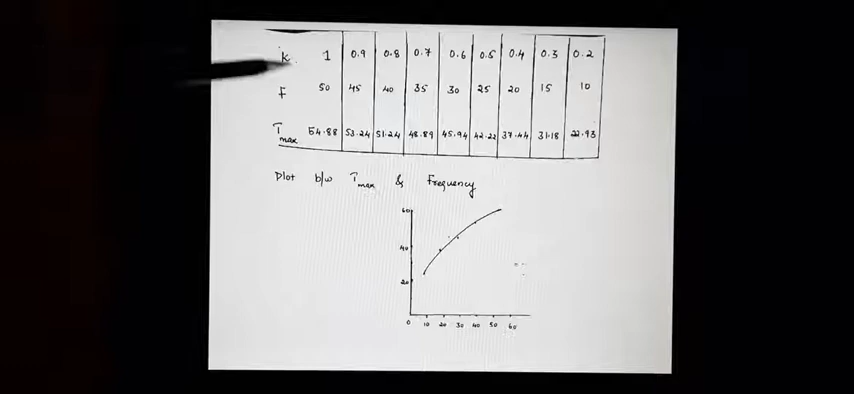 k 1 0.9 0.8 0.7 0.6 0.5 0.4 0.3 0.2
F 50 45 40 35 30 25 20 15 10
Tmax 54.88 53.24 51.24 48.89 45.94 42.22 37.44 31.18 22.93
Plot b/w Tmax & Frequency
60
40
20
0 10 20 30 40 50 60